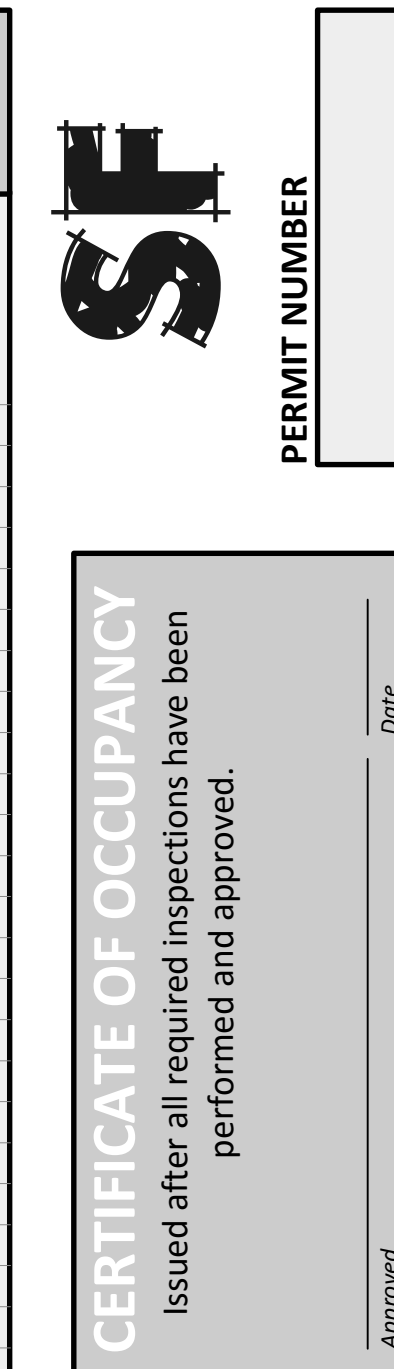 CERTIFICATE OF OCCUPANCY
Issued after all required inspections have been
performed and approved.
Approved
Date
SF
PERMIT NUMBER